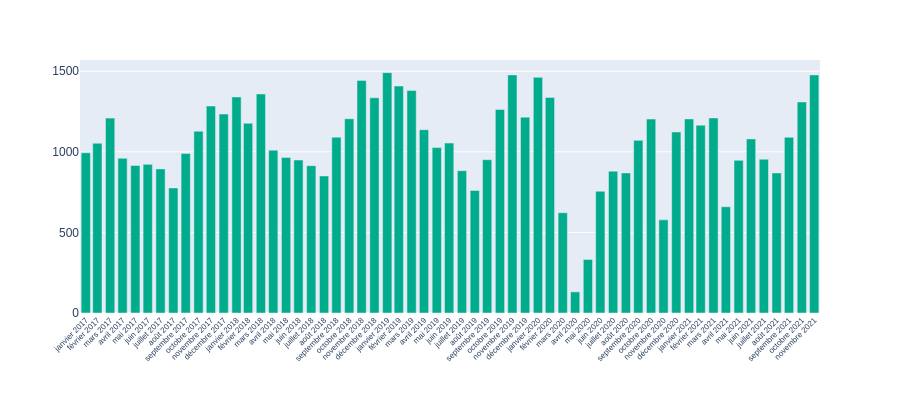 1500
1000
500
0
janvier 2017
février 2017
mars 2017
avril 2017
mai 2017
juin 2017
juillet 2017
août 2017
septembre 2017
octobre 2017
novembre 2017
décembre 2017
janvier 2018
février 2018
mars 2018
avril 2018
mai 2018
juin 2018
juillet 2018
août 2018
septembre 2018
octobre 2018
novembre 2018
décembre 2018
janvier 2019
février 2019
mars 2019
avril 2019
mai 2019
juin 2019
juillet 2019
août 2019
septembre 2019
octobre 2019
novembre 2019
décembre 2019
janvier 2020
février 2020
mars 2020
avril 2020
mai 2020
juin 2020
juillet 2020
août 2020
septembre 2020
octobre 2020
novembre 2020
décembre 2020
janvier 2021
février 2021
mars 2021
avril 2021
mai 2021
juin 2021
juillet 2021
août 2021
septembre 2021
octobre 2021
novembre 2021